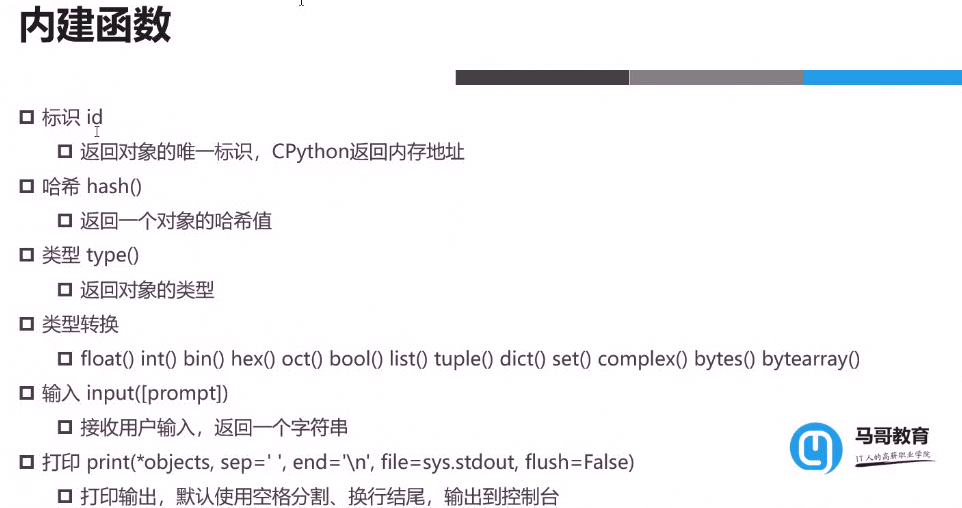 内建函数
标识 id
返回对象的唯一标识，CPython返回内存地址
哈希 hash()
返回一个对象的哈希值
类型 type()
返回对象的类型
类型转换
float() int() bin() hex() oct() bool() list() tuple() dict() set() complex() bytes() bytearray()
输入 input([prompt])
接收用户输入，返回一个字符串
打印 print(*objects, sep=' ', end='\n', file=sys.stdout, flush=False)
打印输出，默认使用空格分割、换行结尾，输出到控制台
马哥教育
IT人的高薪职业学院